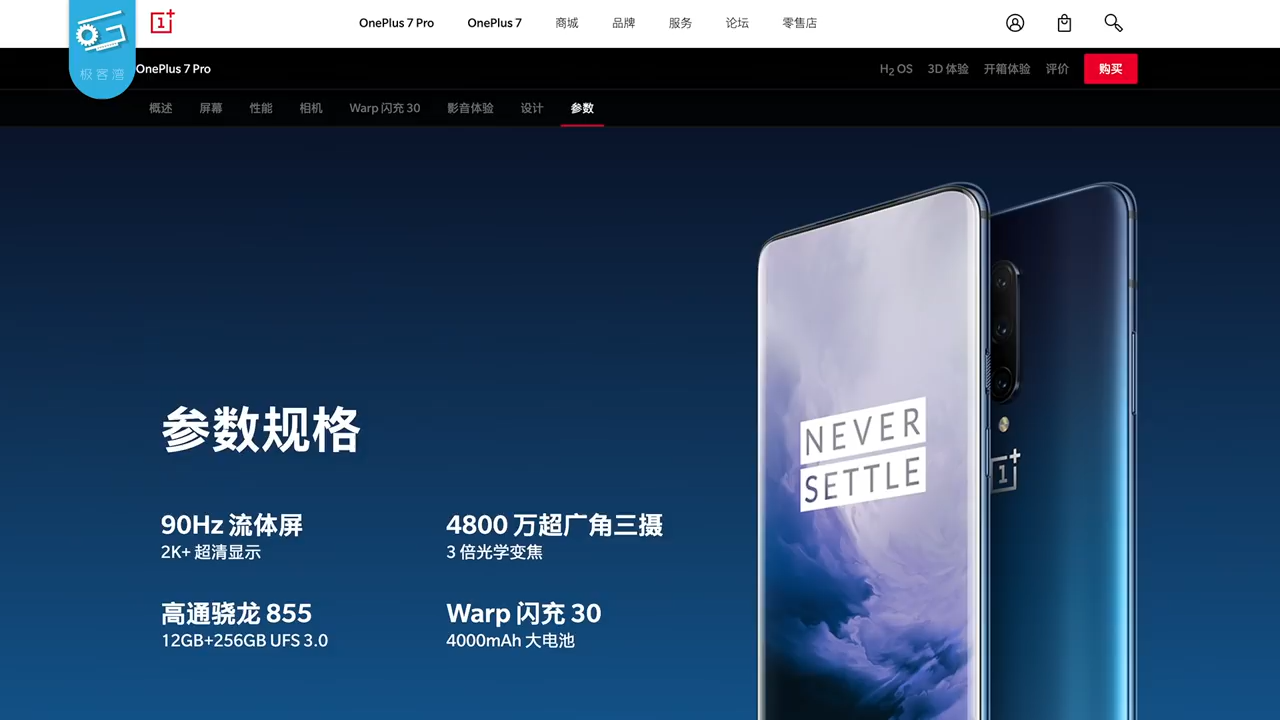 OnePlus 7 Pro OnePlus 7 商城 品牌 服务 论坛 零售店
极客湾
OnePlus 7 Pro H2 OS 3D 体验 开箱体验 评价 购买
概述 屏幕 性能 相机 Warp 闪充 30 影音体验 设计 参数
参数规格
90Hz 流体屏
2K+ 超清显示
4800 万超广角三摄
3 倍光学变焦
高通骁龙 855
12GB+256GB UFS 3.0
Warp 闪充 30
4000mAh 大电池
NEVER
SETTLE